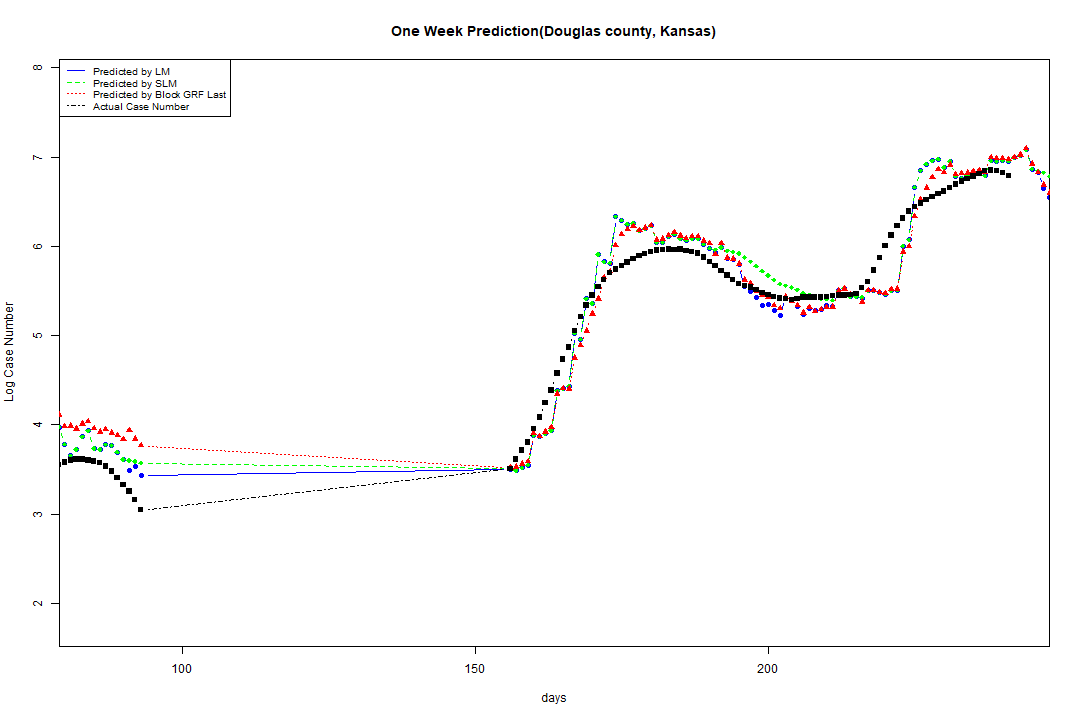 One Week Prediction(Douglas county, Kansas)
Predicted by LM
Predicted by SLM
Predicted by Block GRF Last
Actual Case Number
Log Case Number
8
7
6
5
4
3
2
100 150 200
days